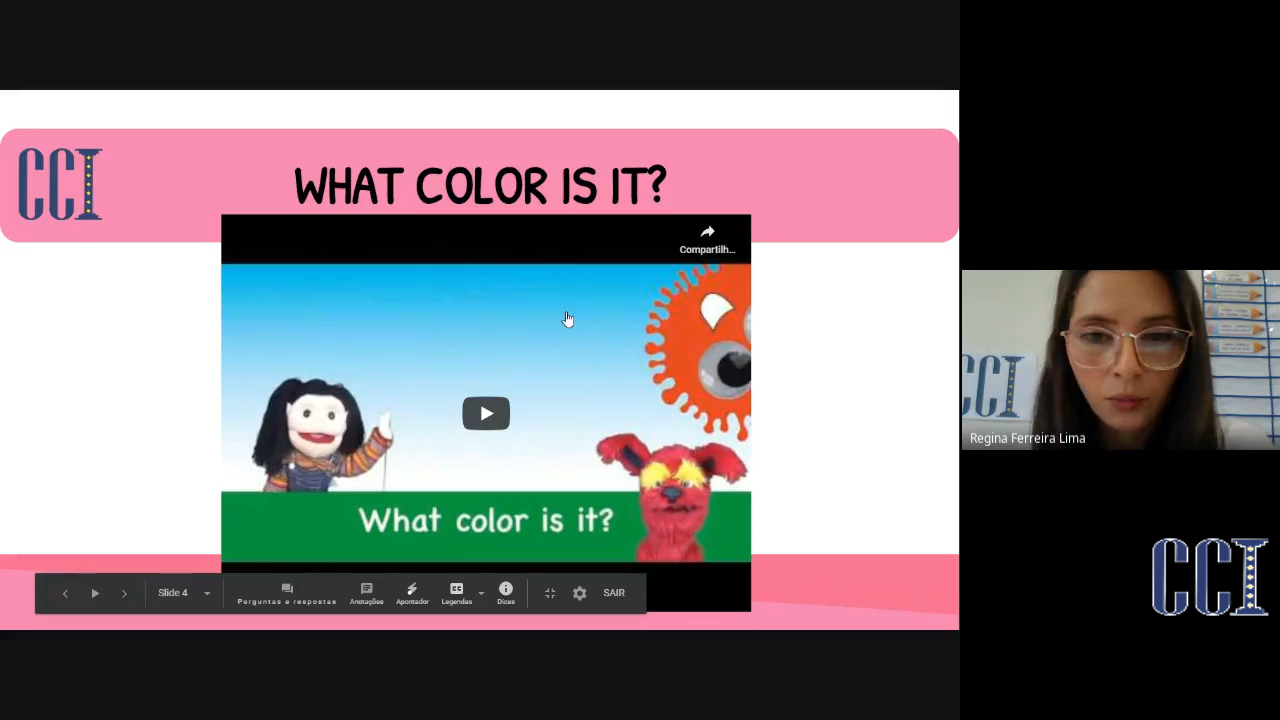 CCI
WHAT COLOR IS IT?
Compartilh...
What color is it?
Slide 4
Perguntas e respostas
Anotações
Apontador
Legendas
Dicas
SAIR
CCI
Regina Ferreira Lima
CCI